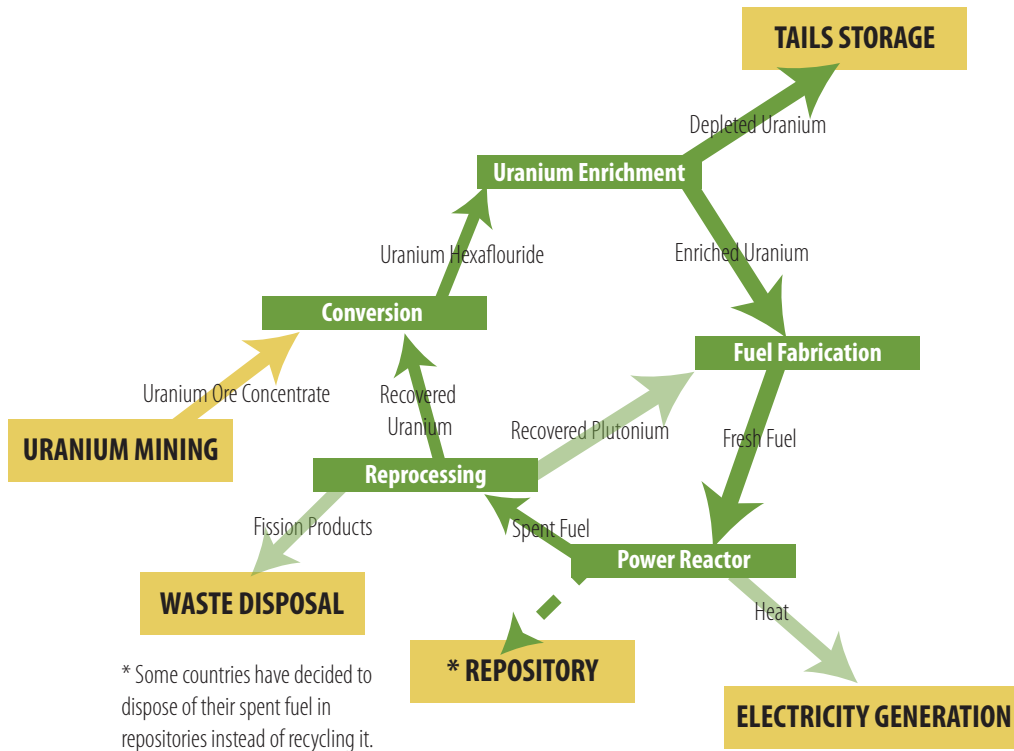 TAILS STORAGE
Depleted Uranium
Uranium Enrichment
Uranium Hexaflouride
Enriched Uranium
Conversion
Fuel Fabrication
Uranium Ore Concentrate
Recovered
Uranium
Recovered Plutonium
Fresh Fuel
URANIUM MINING
Reprocessing
Fission Products
Spent Fuel
Power Reactor
WASTE DISPOSAL
Heat
* REPOSITORY
* Some countries have decided to
dispose of their spent fuel in
repositories instead of recycling it.
ELECTRICITY GENERATION